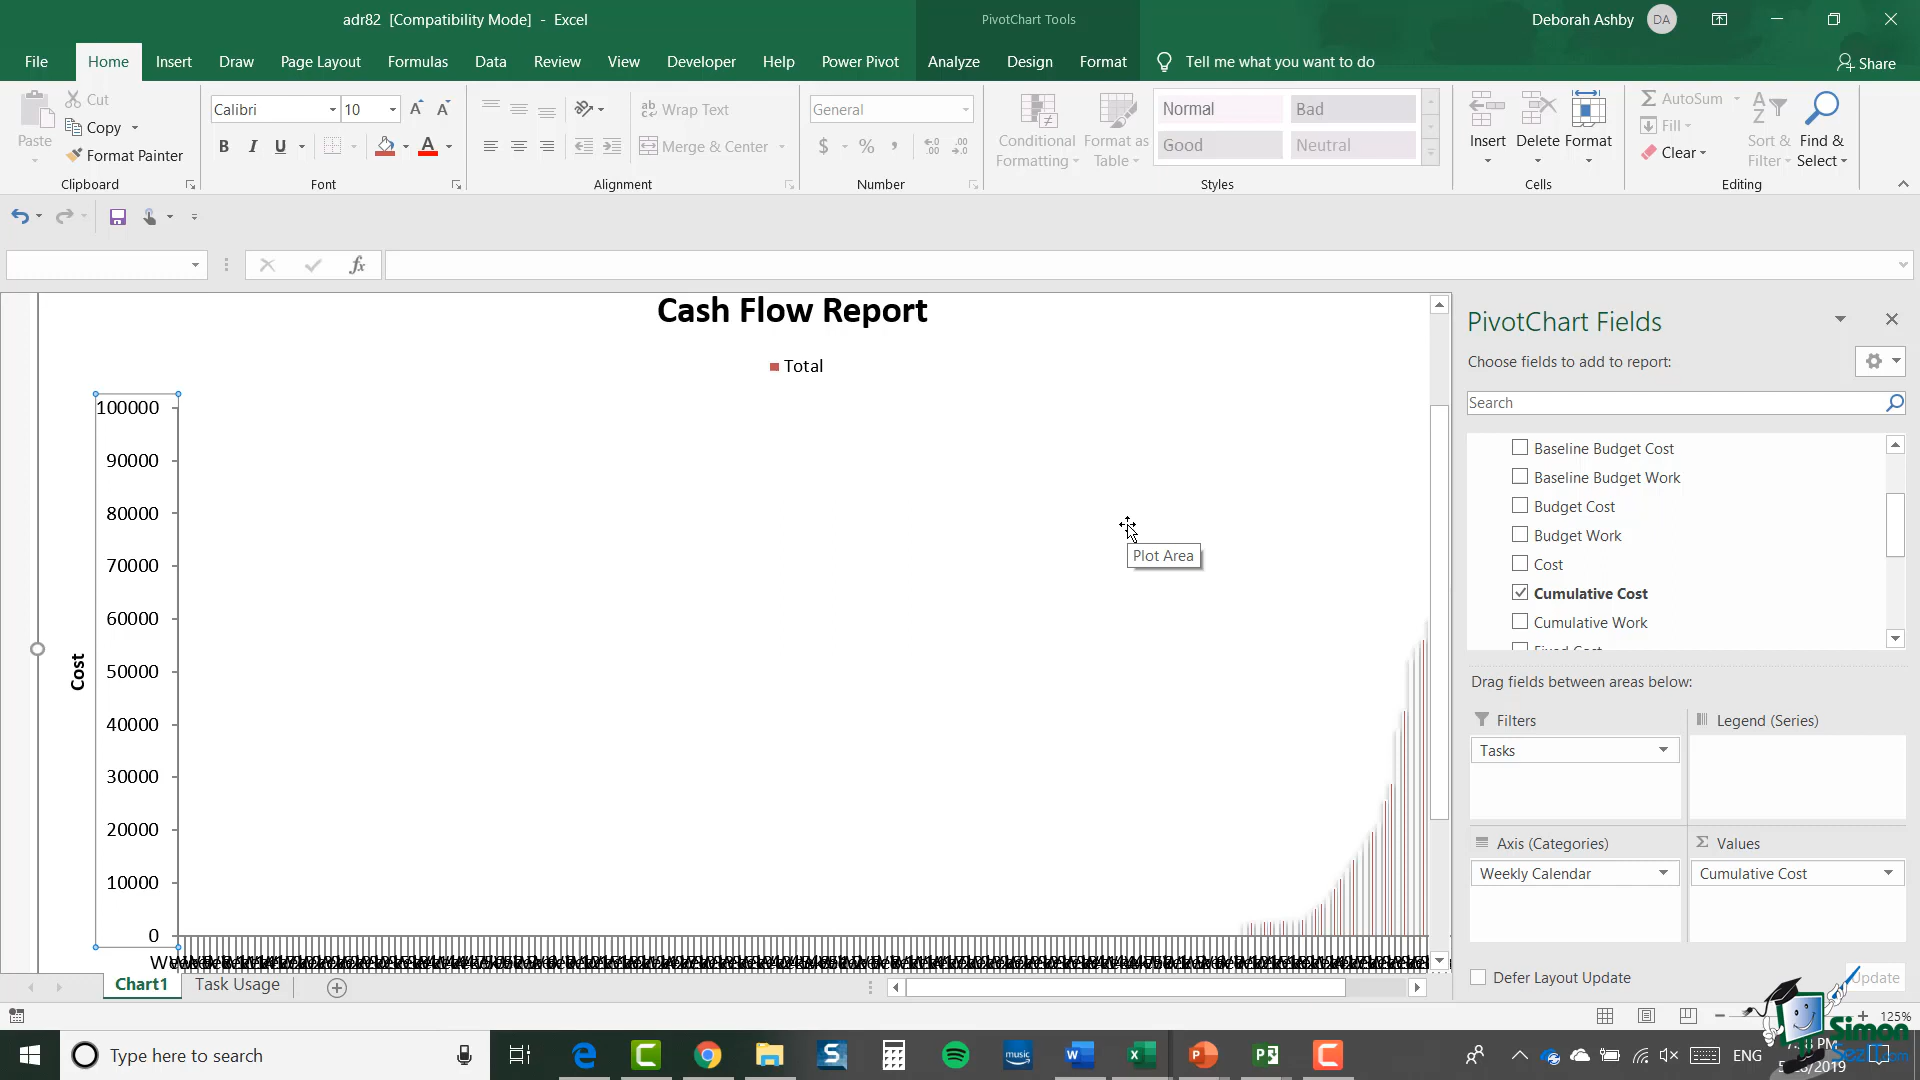 adr82 [Compatibility Mode] - Excel
PivotChart Tools
Deborah Ashby
DA
File
Home
Insert
Draw
Page Layout
Formulas
Data
Review
View
Developer
Help
Power Pivot
Analyze
Design
Format
Tell me what you want to do
Share
Paste
Cut
Copy
Format Painter
Clipboard
Calibri
10
B I U
Font
Wrap Text
Merge & Center
Alignment
General
$ % ,
Number
Conditional Formatting
Format as Table
Normal
Bad
Good
Neutral
Styles
Insert
Delete
Format
Cells
AutoSum
Fill
Clear
Sort & Filter
Find & Select
Editing
fx
Cash Flow Report
Total
100000
90000
80000
70000
60000
50000
40000
30000
20000
10000
0
Cost
Plot Area
PivotChart Fields
Choose fields to add to report:
Search
Baseline Budget Cost
Baseline Budget Work
Budget Cost
Budget Work
Cost
Cumulative Cost
Cumulative Work
Fixed Cost
Drag fields between areas below:
Filters
Legend (Series)
Tasks
Axis (Categories)
Values
Weekly Calendar
Cumulative Cost
Defer Layout Update
Update
Chart1
Task Usage
125%
Type here to search
music
ENG
Simon
Sez